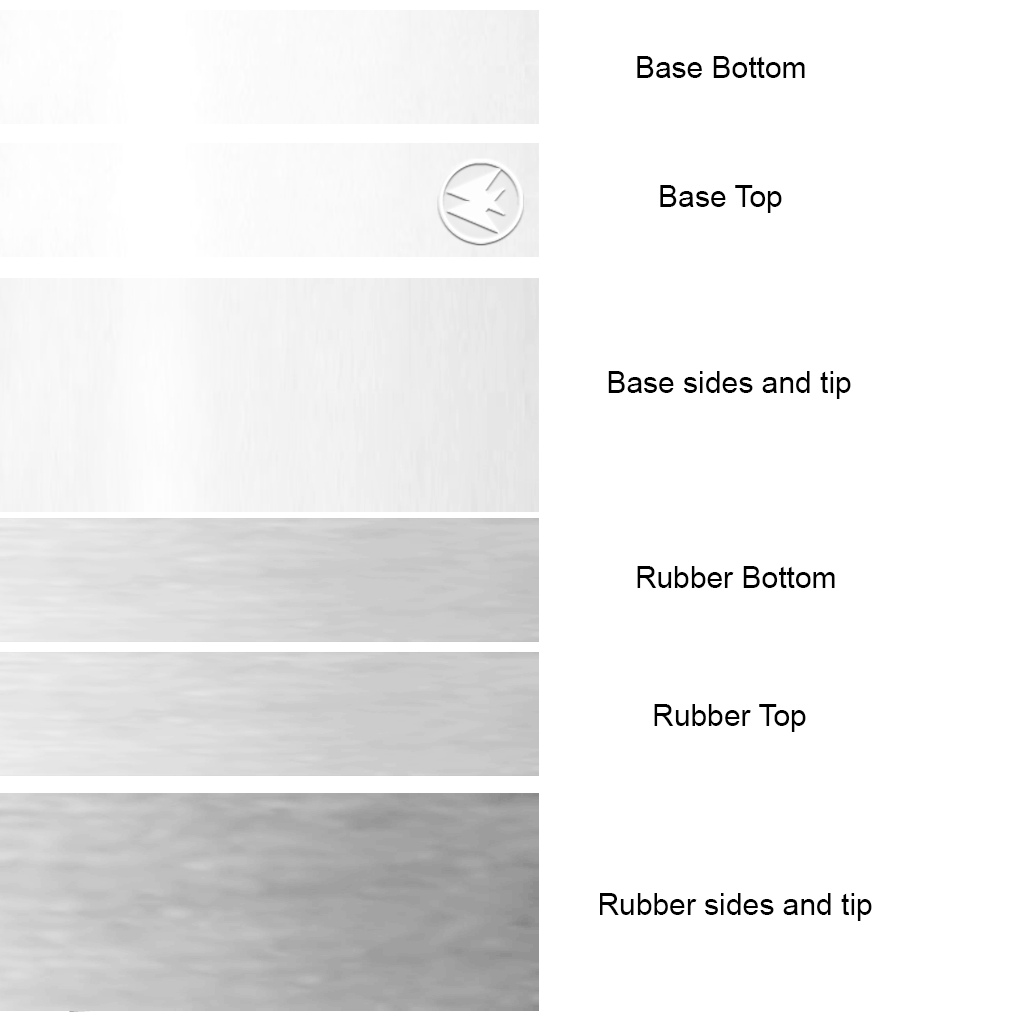 Base Bottom
Base Top
Base sides and tip
Rubber Bottom
Rubber Top
Rubber sides and tip